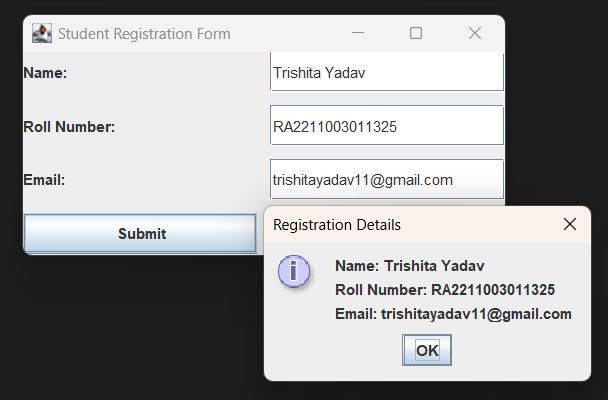 Student Registration Form
Name:
Trishita Yadav
Roll Number:
RA2211003011325
Email:
trishitayadav11@gmail.com
Submit
Registration Details
Name: Trishita Yadav
Roll Number: RA2211003011325
Email: trishitayadav11@gmail.com
OK